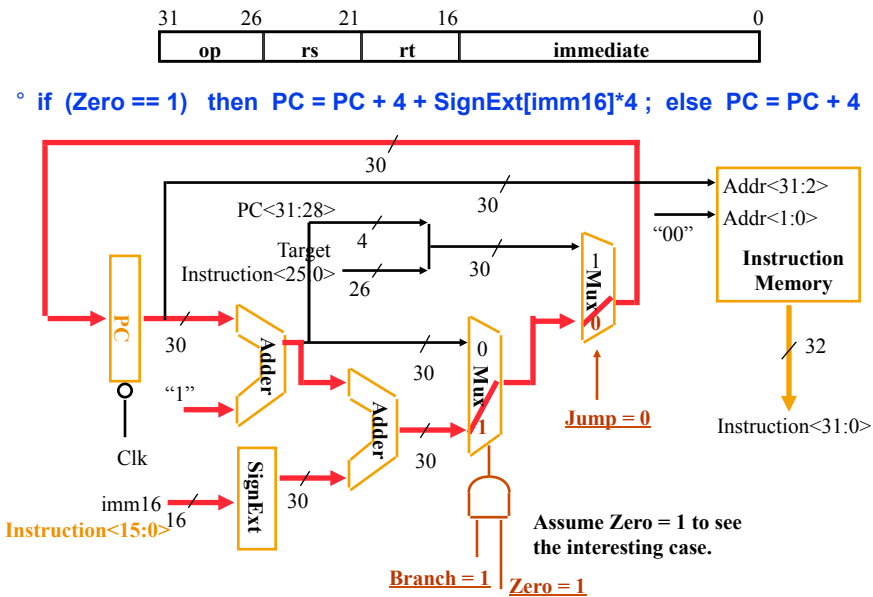 31 26 21 16 0
op rs rt immediate
° if (Zero == 1) then PC = PC + 4 + SignExt[imm16]*4 ; else PC = PC + 4
30
30
Addr<31:2>
PC<31:28>
4
Addr<1:0>
“00”
Target
Instruction<25:0>
26
30
1
Mux
0
Instruction
Memory
PC
30
Adder
30
0
Mux
1
32
“1”
Adder
30
Jump = 0
Instruction<31:0>
Clk
SignExt
30
imm16
16
Instruction<15:0>
Assume Zero = 1 to see
the interesting case.
Branch = 1
Zero = 1